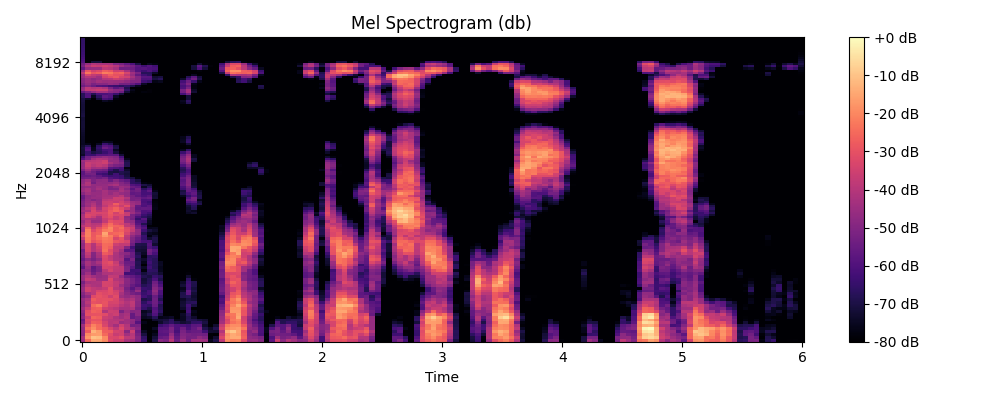 Mel Spectrogram (db)
8192
4096
2048
1024
512
0
Hz
0 1 2 3 4 5 6
Time
+0 dB
-10 dB
-20 dB
-30 dB
-40 dB
-50 dB
-60 dB
-70 dB
-80 dB